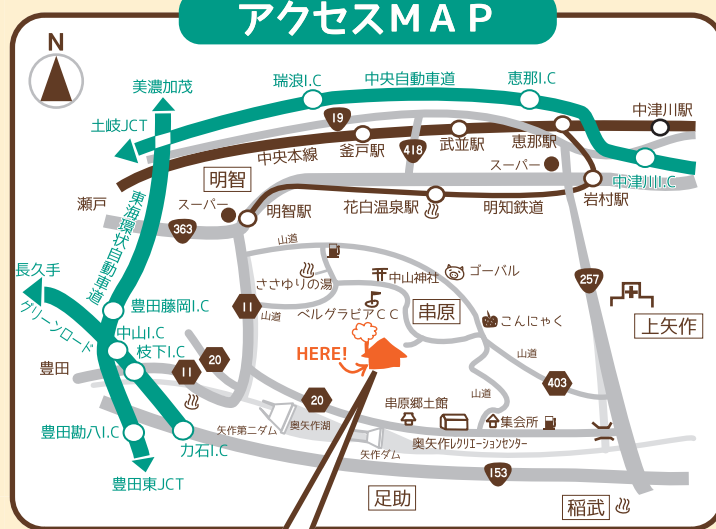 アクセスMAP
N
美濃加茂
瑞浪I.C
中央自動車道
恵那I.C
中津川駅
土岐JCT
19
中央本線
釜戸駅
418
武並駅
恵那駅
スーパー
中津川I.C
明智
瀬戸
スーパー
明智駅
花白温泉駅
明知鉄道
岩村駅
363
東海環状自動車道
山道
長久手
ささゆりの湯
中山神社
ゴーバル
257
グリーンロード
豊田藤岡I.C
11
山道
ベルグラビアCC
串原
こんにゃく
上矢作
中山I.C
枝下I.C
HERE!
山道
豊田
11
20
20
403
山道
串原郷土館
集会所
矢作第二ダム
奥矢作湖
奥矢作レクリエーションセンター
豊田勘八I.C
力石I.C
矢作ダム
153
豊田東JCT
足助
稲武